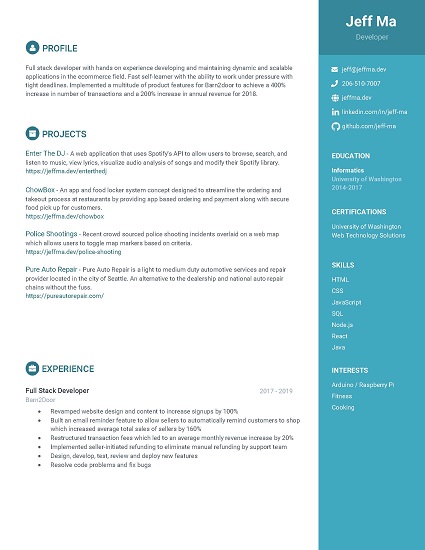 Jeff Ma
Developer
jeff@jeffma.dev
206-510-7007
jeffma.dev
linkedin.com/in/jeff-ma
github.com/jeff-ma
EDUCATION
Informatics
University of Washington
2014-2017
CERTIFICATIONS
University of Washington
Web Technology Solutions
SKILLS
HTML
CSS
JavaScript
SQL
Node.js
React
Java
INTERESTS
Arduino / Raspberry Pi
Fitness
Cooking
PROFILE
Full stack developer with hands on experience developing and maintaining dynamic and scalable
applications in the ecommerce field. Fast self-learner with the ability to work under pressure with
tight deadlines. Implemented a multitude of product features for Barn2door to achieve a 400%
increase in number of transactions and a 200% increase in annual revenue for 2018.
PROJECTS
Enter The DJ - A web application that uses Spotify's API to allow users to browse, search, and
listen to music, view lyrics, visualize audio analysis of songs and modify their Spotify library.
https://jeffma.dev/enterthedj
ChowBox - An app and food locker system concept designed to streamline the ordering and
takeout process at restaurants by providing app based ordering and payment along with secure
food pick up for customers.
https://jeffma.dev/chowbox
Police Shootings - Recent crowd sourced police shooting incidents overlaid on a web map
which allows users to toggle map markers based on criteria.
https://jeffma.dev/police-shooting
Pure Auto Repair - Pure Auto Repair is a light to medium duty automotive services and repair
provider located in the city of Seattle. An alternative to the dealership and national auto repair
chains without the fuss.
https://pureautorepair.com/
EXPERIENCE
Full Stack Developer 2017 - 2019
Barn2Door
• Revamped website design and content to increase signups by 100%
• Built an email reminder feature to allow sellers to automatically remind customers to shop
which increased average total sales of sellers by 160%
• Restructured transaction fees which led to an average monthly revenue increase by 20%
• Implemented seller-initiated refunding to eliminate manual refunding by support team
• Design, develop, test, review and deploy new features
• Resolve code problems and fix bugs